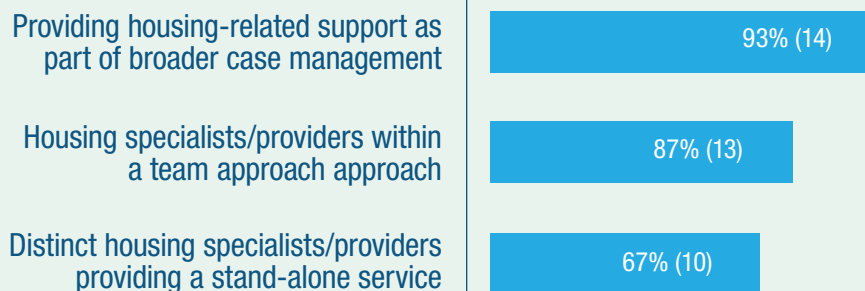 Providing housing-related support as
part of broader case management
93% (14)
Housing specialists/providers within
a team approach approach
87% (13)
Distinct housing specialists/providers
providing a stand-alone service
67% (10)